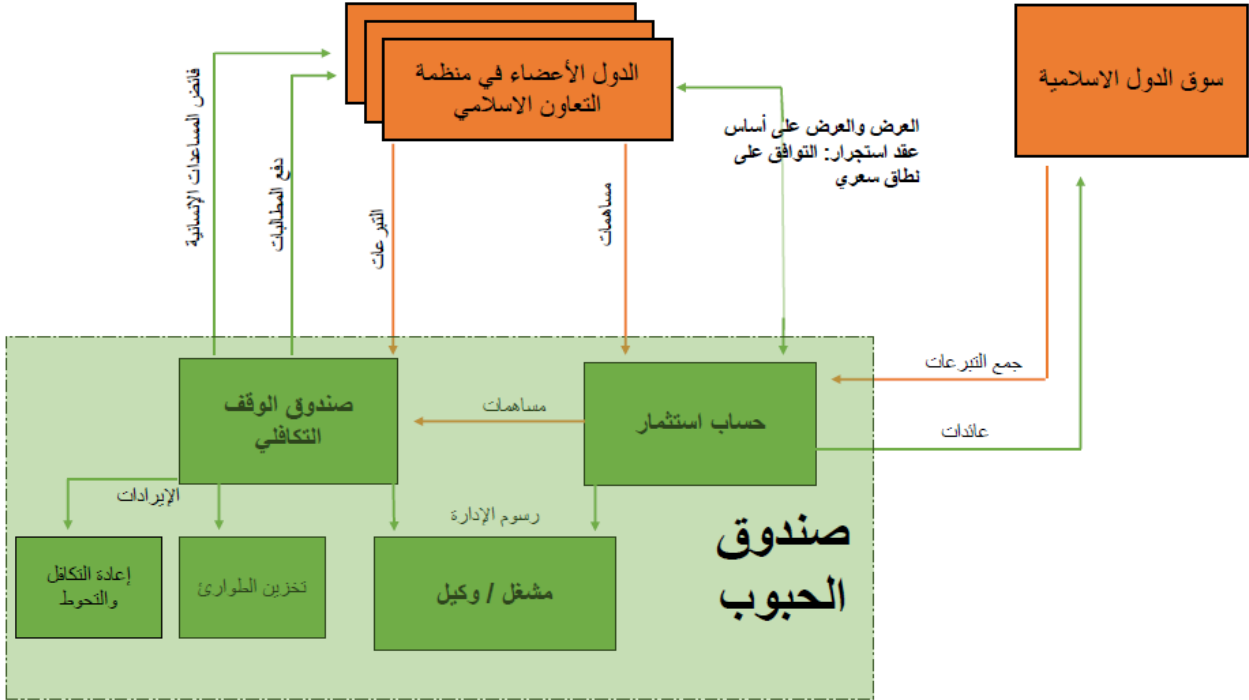 سوق الدول الاسلامية
الدول الأعضاء في منظمة
التعاون الاسلامي
العرض والعرض على أساس
عقد استجرار: التوافق على
نطاق سعري
مساهمات
التبرعات
دفع المطالبات
فائض المساعدات الإنسانية
جمع التبرعات
عائدات
حساب استثمار
مساهمات
صندوق الوقف
التكافلي
الإيرادات
رسوم الإدارة
صندوق
الحبوب
مشغل / وكيل
تخزين الطوارئ
إعادة التكافل
والتحوط